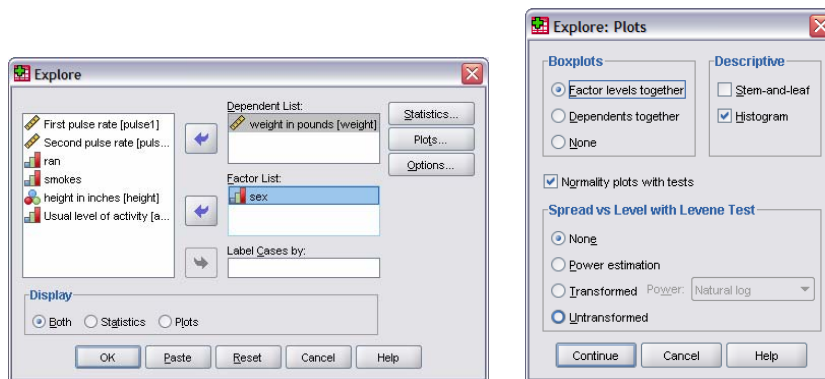 Explore
First pulse rate [pulse1]
Second pulse rate [puls...
ran
smokes
height in inches [height]
Usual level of activity [a...
Dependent List:
weight in pounds [weight]
Factor List:
sex
Label Cases by:
Statistics...
Plots...
Options...
Display
Both Statistics Plots
OK Paste Reset Cancel Help
Explore: Plots
Boxplots
Factor levels together
Dependents together
None
Descriptive
Stem-and-leaf
Histogram
Normality plots with tests
Spread vs Level with Levene Test
None
Power estimation
Transformed Power: Natural log
Untransformed
Continue Cancel Help